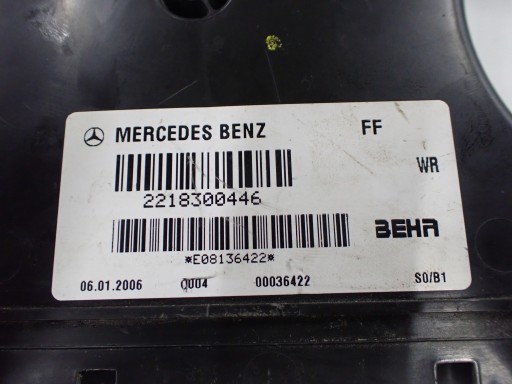 MERCEDES BENZ FF
WR
2218300446
BEHR
*E08136422*
06.01.2006 0004 00036422 S0/B1